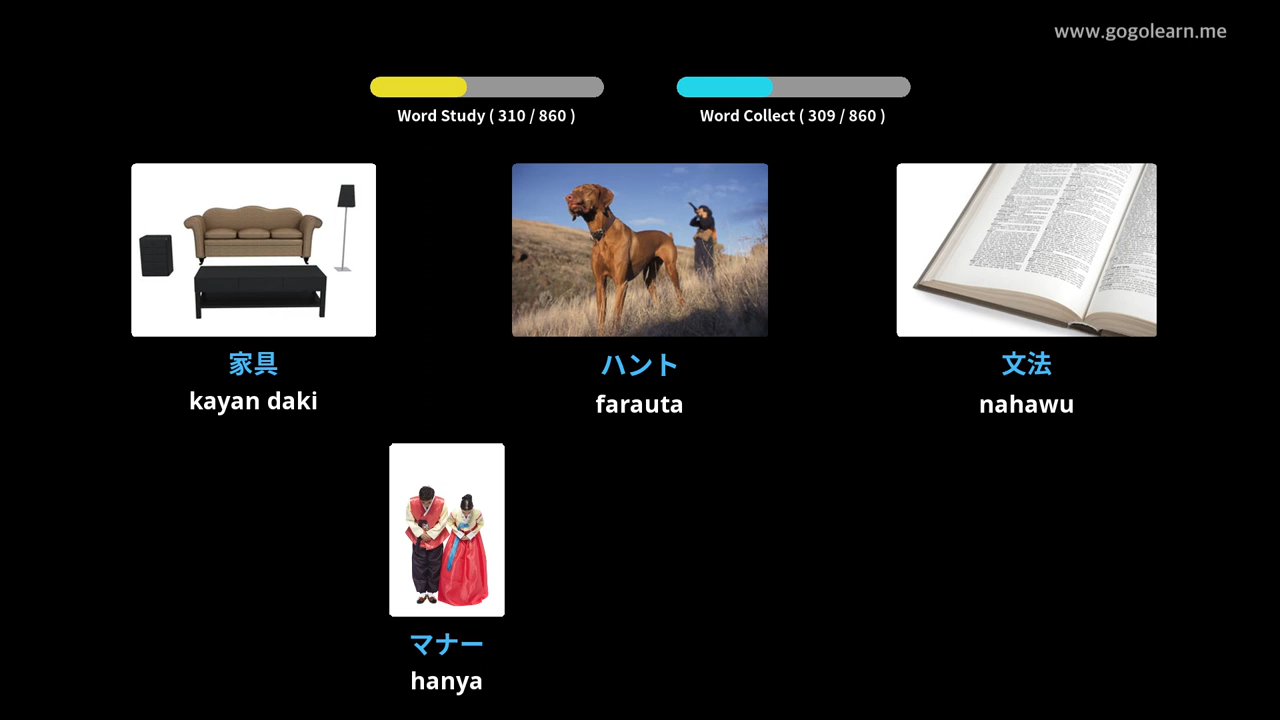 www.gogolearn.me
Word Study ( 310 / 860 )
Word Collect ( 309 / 860 )
家具
kayan daki
ハント
farauta
文法
nahawu
マナー
hanya